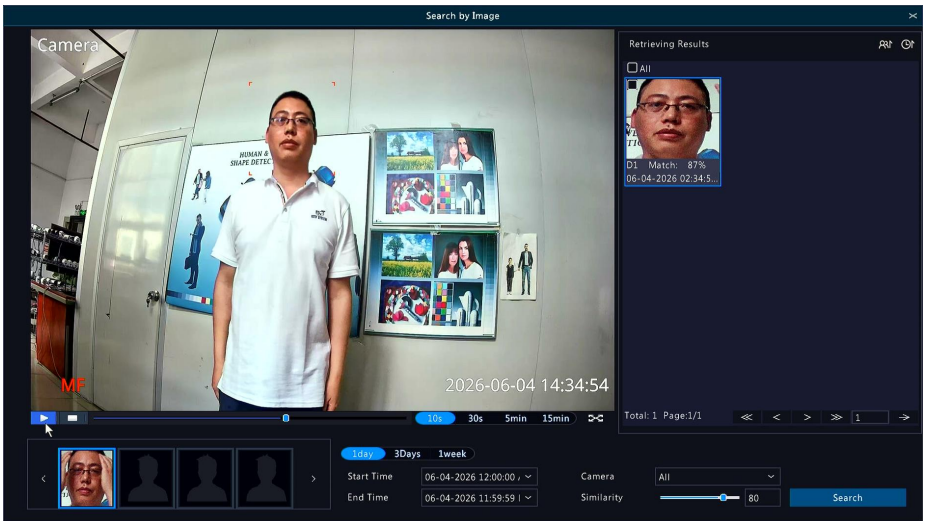 Search by Image
Camera
HUMAN &
SHAPE DETEC
MF
2026-06-04 14:34:54
10s 30s 5min 15min
Retrieving Results
All
D1 Match: 87%
06-04-2026 02:34:5...
Total: 1 Page:1/1
1
1day 3Days 1week
Start Time 06-04-2026 12:00:00
End Time 06-04-2026 11:59:59
Camera All
Similarity 80
Search